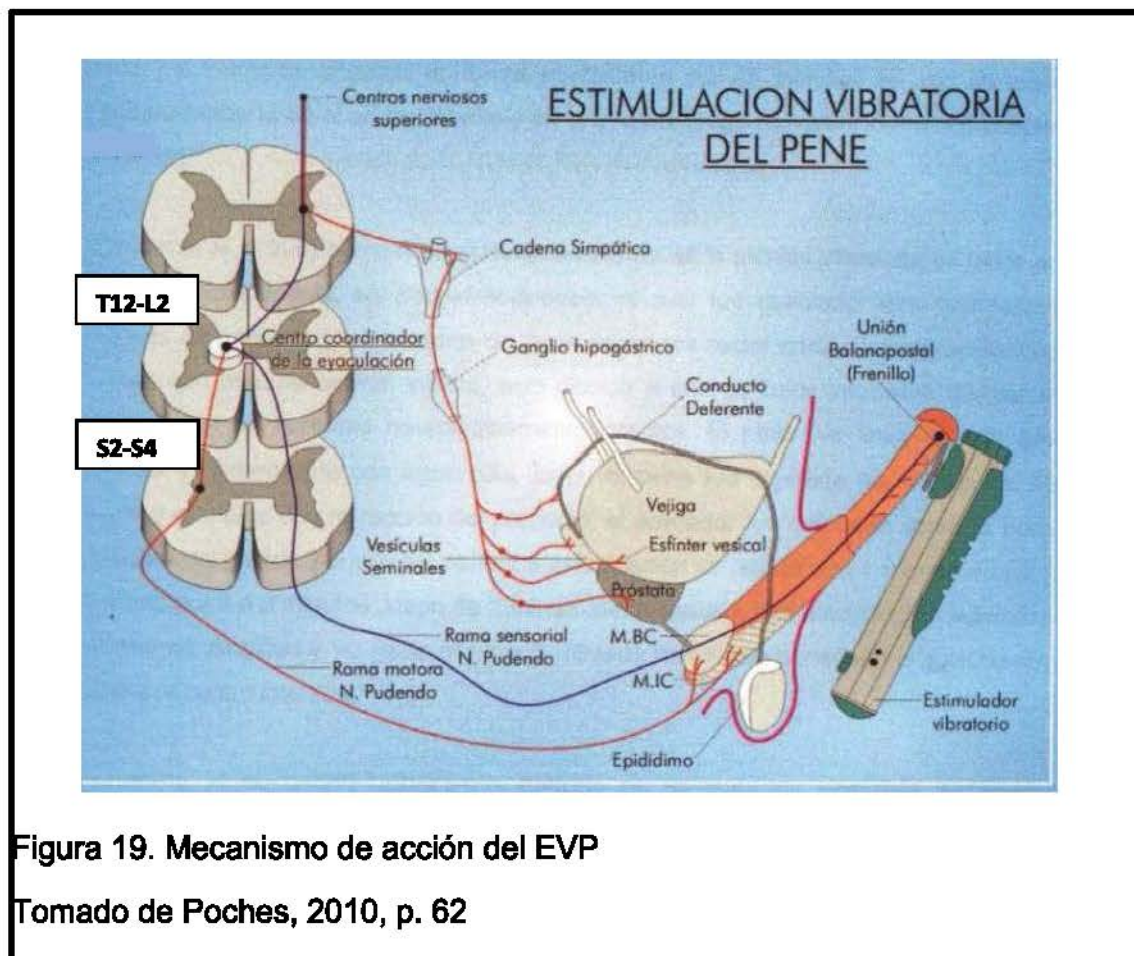 ESTIMULACION VIBRATORIA
DEL PENE
Centros nerviosos
superiores
Cadena Simpática
T12-L2
Centro coordinador
de la eyaculación
Ganglio hipogástrico
Unión
Balanopostal
(Frenillo)
Conducto
Deferente
S2-S4
Vejiga
Vesículas
Seminales
Esfinter vesical
Próstata
Rama sensorial
N. Pudendo
M.BC
Rama motora
N. Pudendo
M.IC
Estimulador
vibratorio
Epidídimo
Figura 19. Mecanismo de acción del EVP
Tomado de Poches, 2010, p. 62